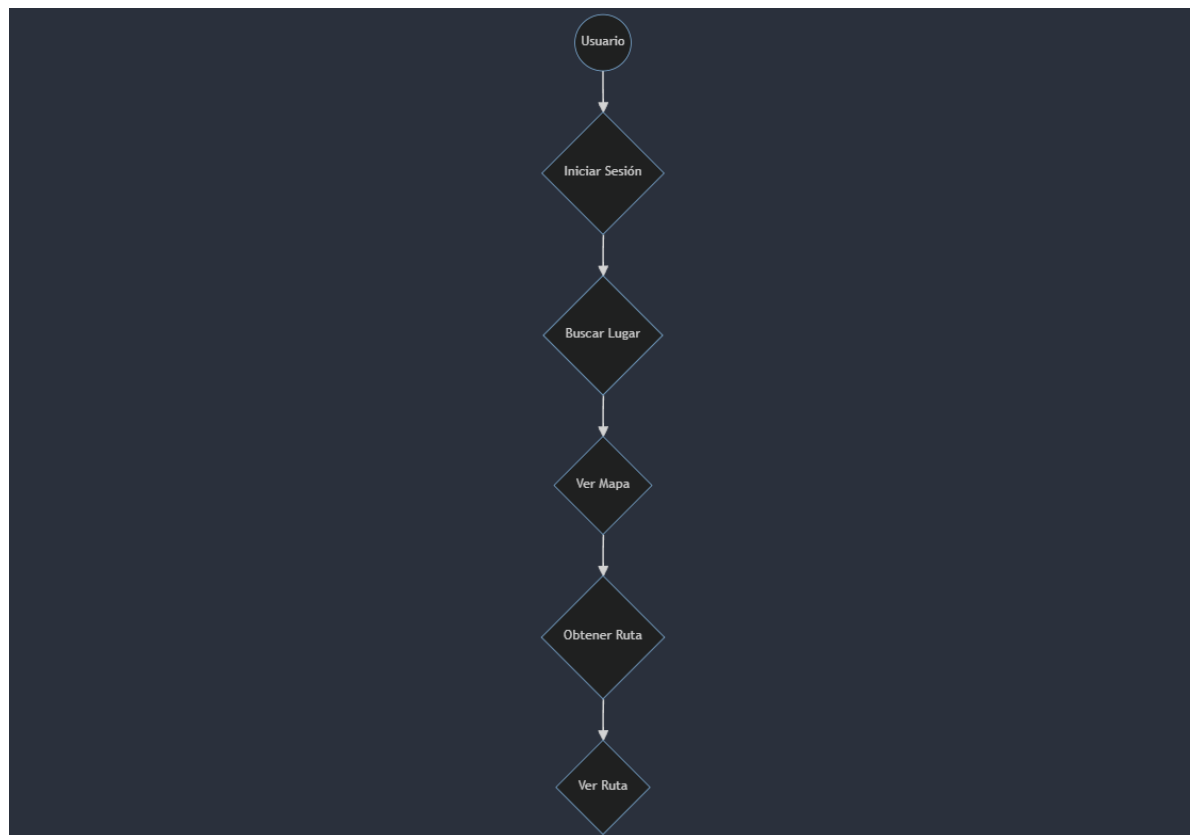 Usuario
Iniciar Sesión
Buscar Lugar
Ver Mapa
Obtener Ruta
Ver Ruta